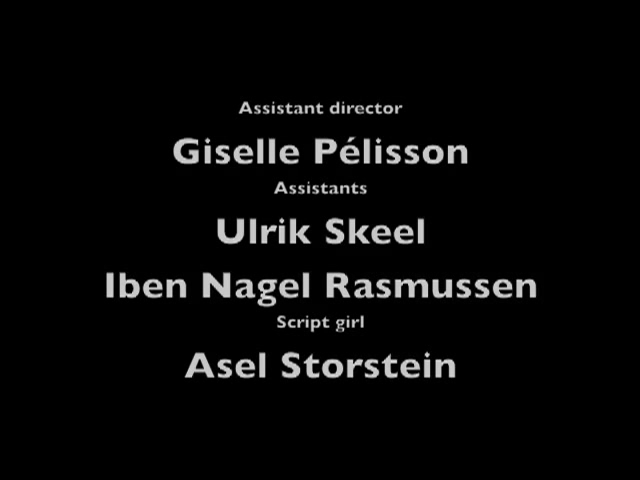 Assistant director
Giselle Pélisson
Assistants
Ulrik Skeel
Iben Nagel Rasmussen
Script girl
Asel Storstein